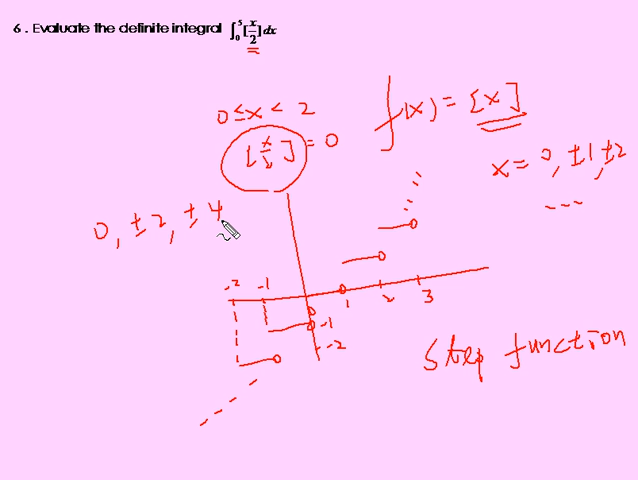 6 . Evaluate the definite integral ∫₀⁵[x/2]dx
0 ≤ x < 2
f(x) = [x]
[x/2] = 0
x = 0, ±1, ±2
---
0, ±2, ±4
-2 -1 1 2 3
-1
-2
Step function